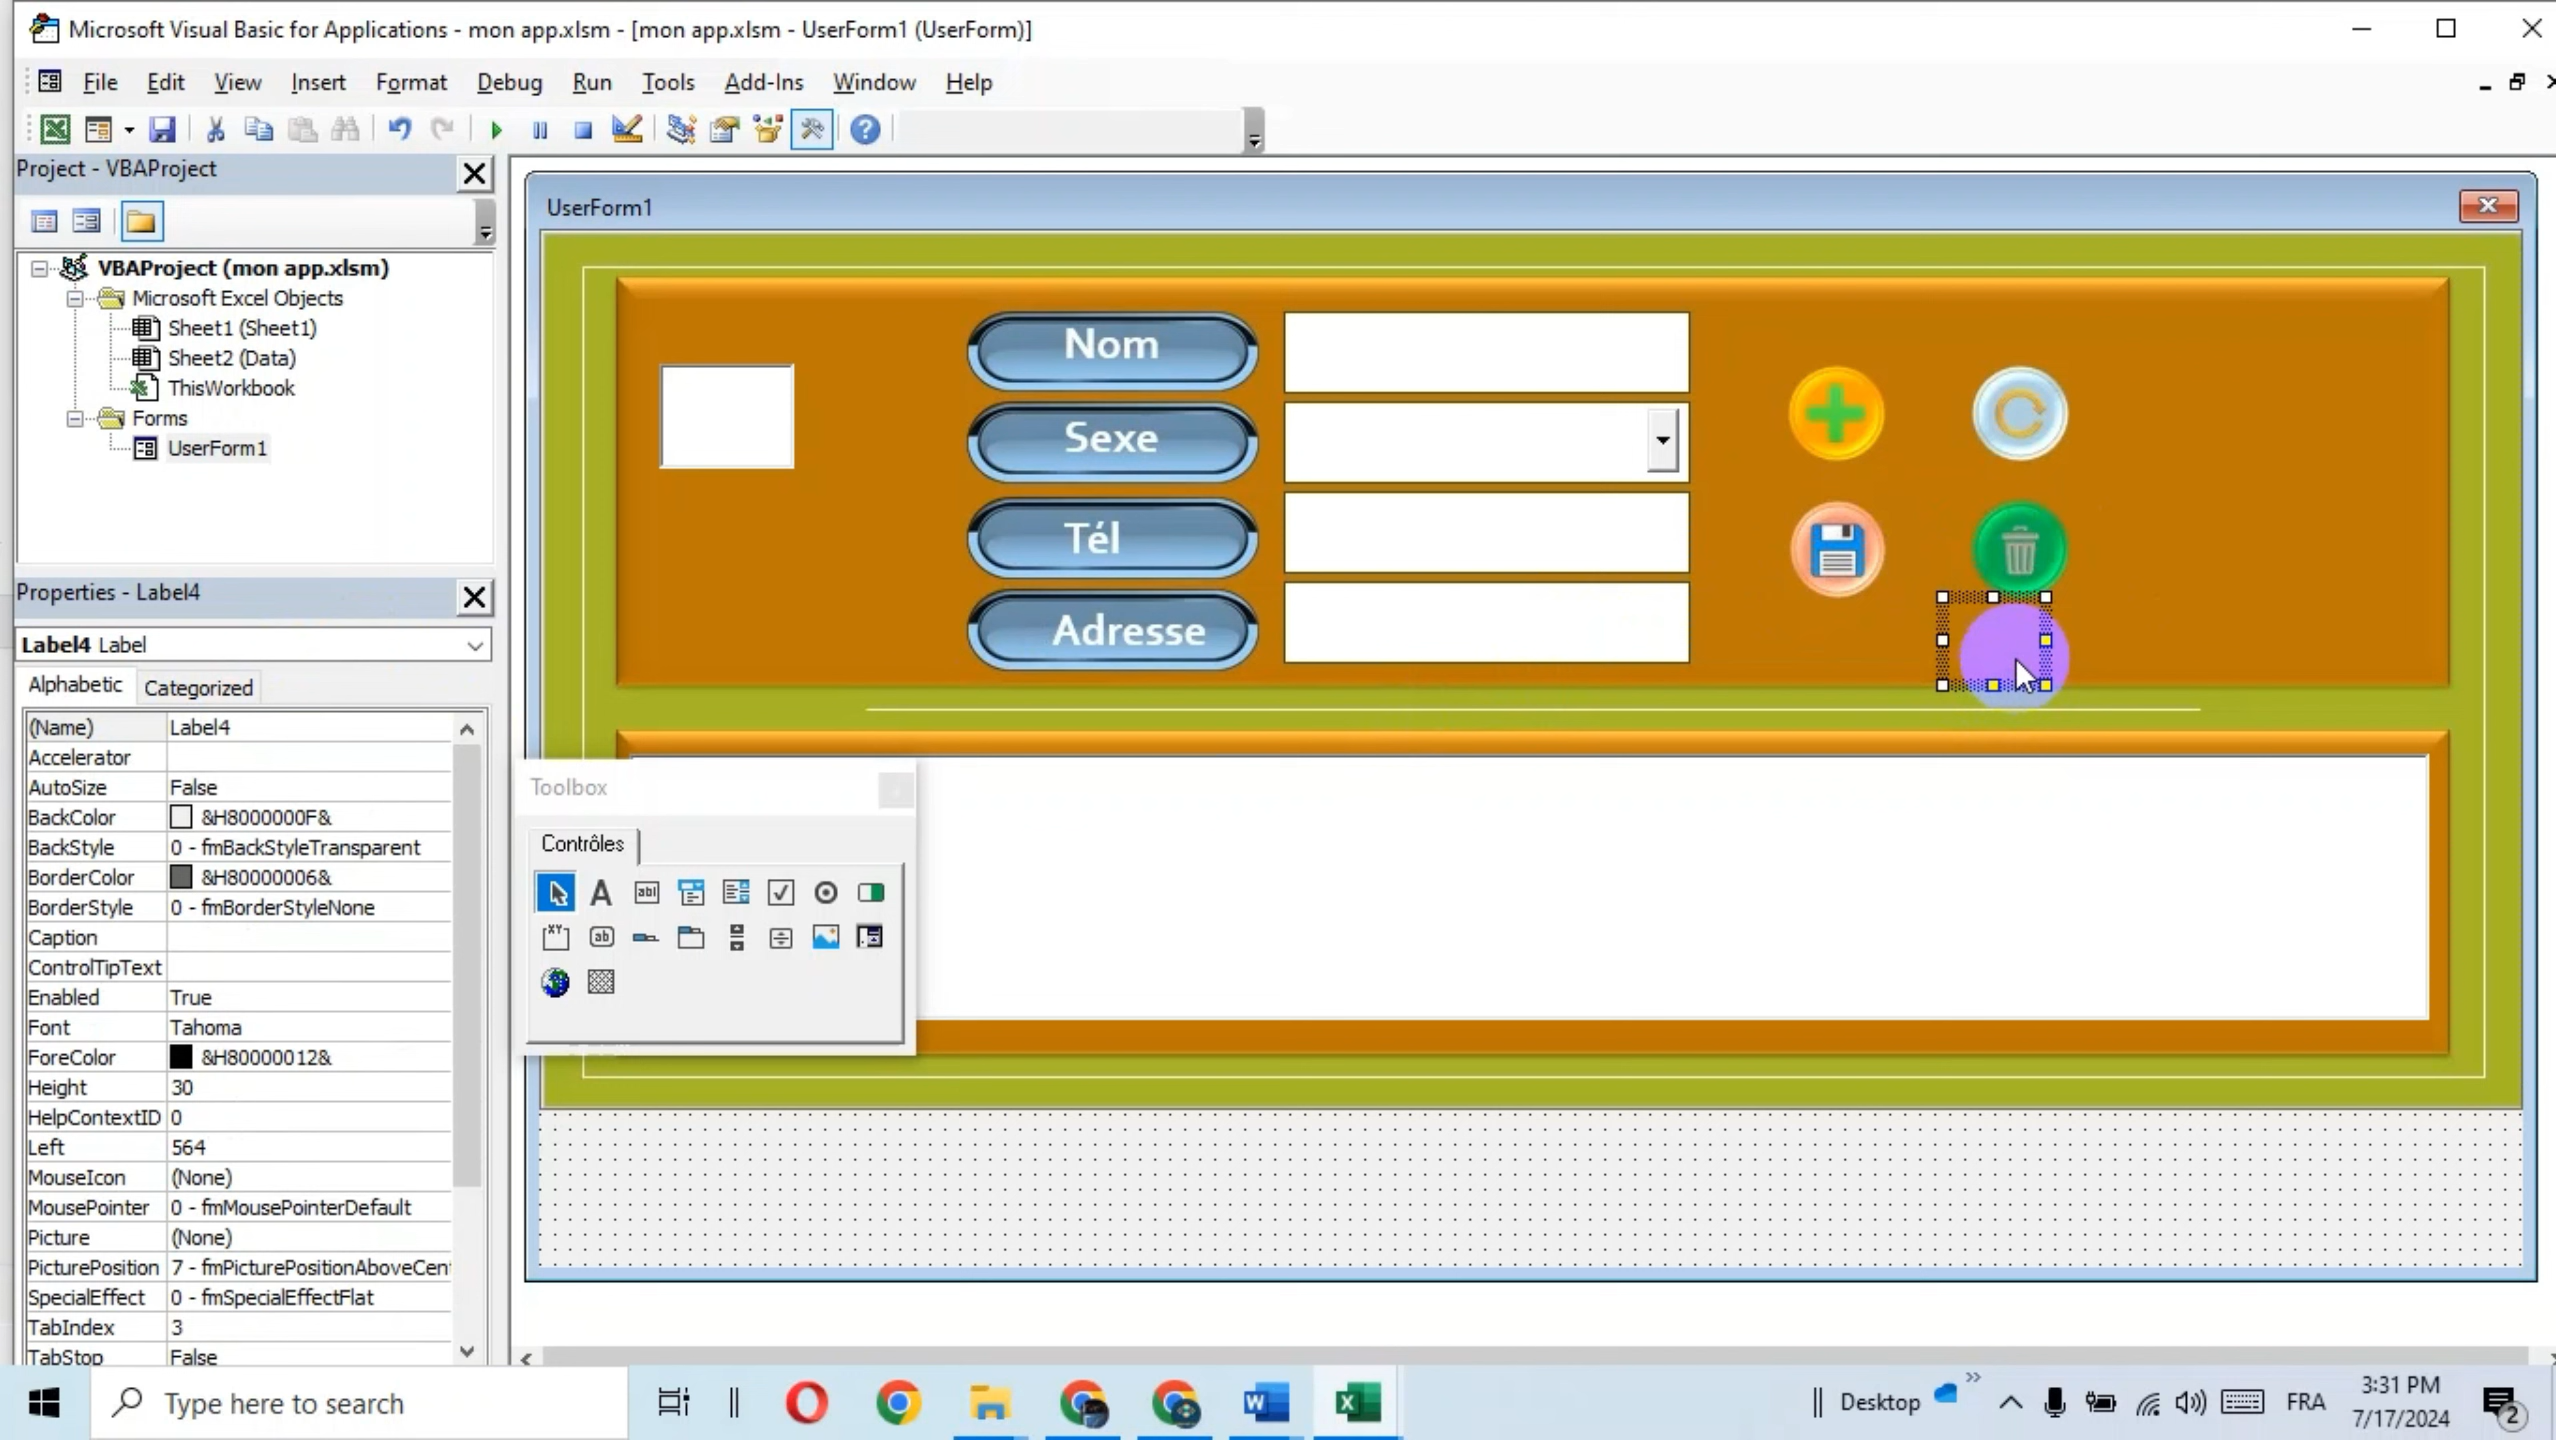 Microsoft Visual Basic for Applications - mon app.xlsm - [mon app.xlsm - UserForm1 (UserForm)]
File Edit View Insert Format Debug Run Tools Add-Ins Window Help
Project - VBAProject
VBAProject (mon app.xlsm)
Microsoft Excel Objects
Sheet1 (Sheet1)
Sheet2 (Data)
ThisWorkbook
Forms
UserForm1
Properties - Label4
Label4 Label
Alphabetic Categorized
(Name) Label4
Accelerator
AutoSize False
BackColor &H8000000F&
BackStyle 0 - fmBackStyleTransparent
BorderColor &H80000006&
BorderStyle 0 - fmBorderStyleNone
Caption
ControlTipText
Enabled True
Font Tahoma
ForeColor &H80000012&
Height 30
HelpContextID 0
Left 564
MouseIcon (None)
MousePointer 0 - fmMousePointerDefault
Picture (None)
PicturePosition 7 - fmPicturePositionAboveCen
SpecialEffect 0 - fmSpecialEffectFlat
TabIndex 3
TabStop False
UserForm1
Nom
Sexe
Tél
Adresse
Toolbox
Contrôles
Type here to search
Desktop
FRA
3:31 PM
7/17/2024
2